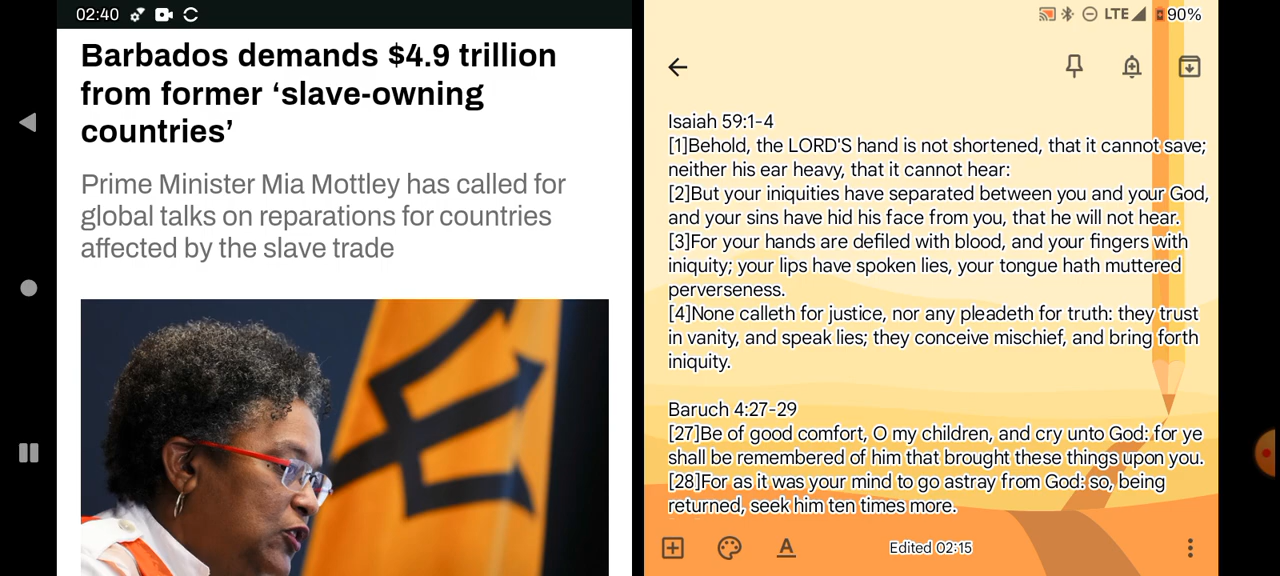 02:40
Barbados demands $4.9 trillion
from former ‘slave-owning
countries’
Prime Minister Mia Mottley has called for
global talks on reparations for countries
affected by the slave trade
LTE 90%
Isaiah 59:1-4
[1]Behold, the LORD'S hand is not shortened, that it cannot save;
neither his ear heavy, that it cannot hear:
[2]But your iniquities have separated between you and your God,
and your sins have hid his face from you, that he will not hear.
[3]For your hands are defiled with blood, and your fingers with
iniquity; your lips have spoken lies, your tongue hath muttered
perverseness.
[4]None calleth for justice, nor any pleadeth for truth: they trust
in vanity, and speak lies; they conceive mischief, and bring forth
iniquity.
Baruch 4:27-29
[27]Be of good comfort, O my children, and cry unto God: for ye
shall be remembered of him that brought these things upon you.
[28]For as it was your mind to go astray from God: so, being
returned, seek him ten times more.
A
Edited 02:15